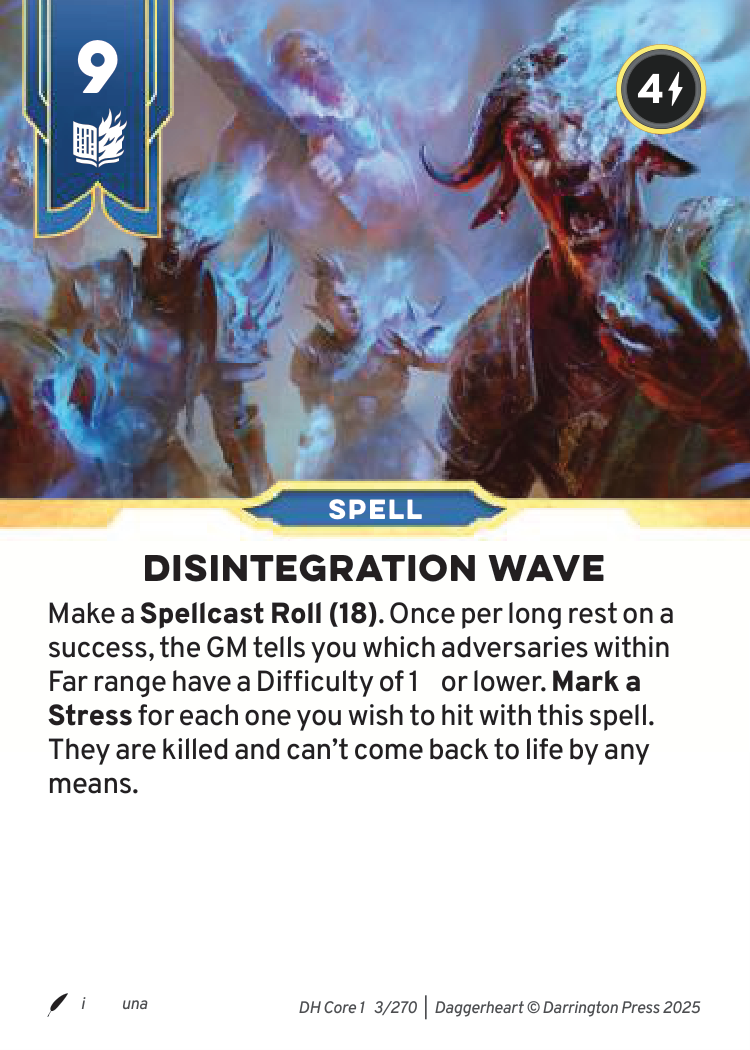 9
4
SPELL
DISINTEGRATION WAVE
Make a Spellcast Roll (18). Once per long rest on a
success, the GM tells you which adversaries within
Far range have a Difficulty of 1 or lower. Mark a
Stress for each one you wish to hit with this spell.
They are killed and can’t come back to life by any
means.
i una
DH Core 1 3/270 | Daggerheart © Darrington Press 2025